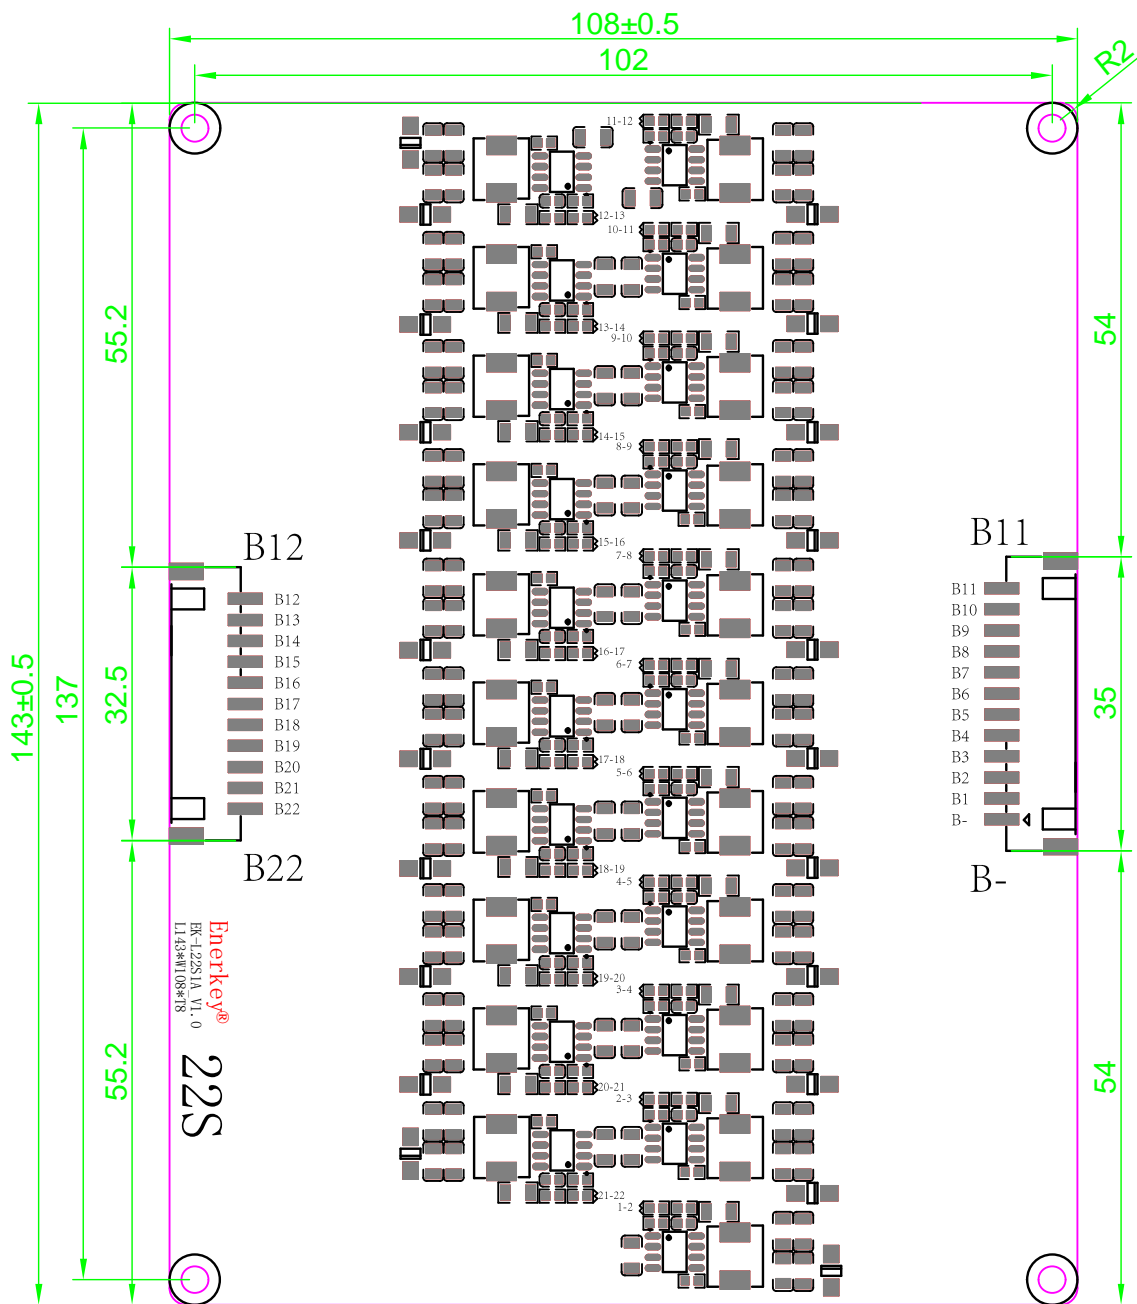 108±0.5
102
R2
11-12
12-13
10-11
13-14
9-10
14-15
8-9
15-16
7-8
16-17
6-7
17-18
5-6
18-19
4-5
19-20
3-4
20-21
2-3
21-22
1-2
143±0.5
137
55.2
32.5
55.2
54
35
54
B12
B12
B13
B14
B15
B16
B17
B18
B19
B20
B21
B22
B22
B11
B11
B10
B9
B8
B7
B6
B5
B4
B3
B2
B1
B-
B-
Enerkey®
EK-L22S1A_V1.0
L143*W108*T8
22S